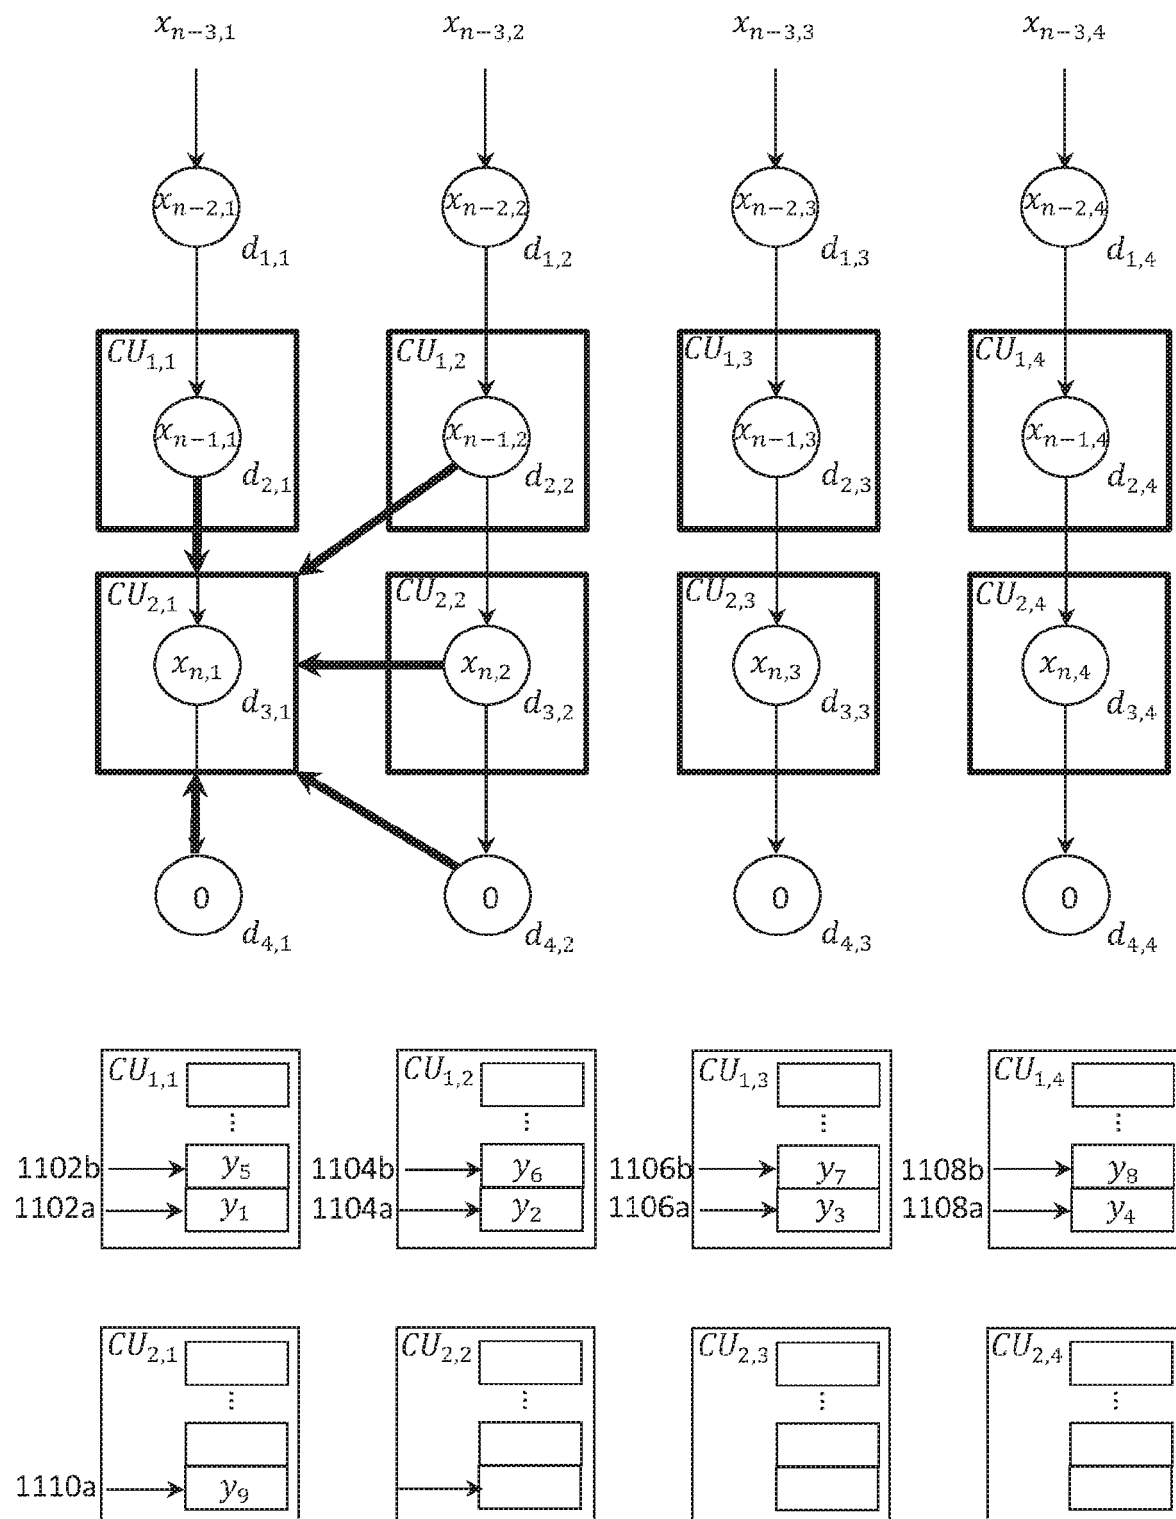 x_{n-3,1} x_{n-3,2} x_{n-3,3} x_{n-3,4}
x_{n-2,1} x_{n-2,2} x_{n-2,3} x_{n-2,4}
d_{1,1} d_{1,2} d_{1,3} d_{1,4}
CU_{1,1} CU_{1,2} CU_{1,3} CU_{1,4}
x_{n-1,1} x_{n-1,2} x_{n-1,3} x_{n-1,4}
d_{2,1} d_{2,2} d_{2,3} d_{2,4}
CU_{2,1} CU_{2,2} CU_{2,3} CU_{2,4}
x_{n,1} x_{n,2} x_{n,3} x_{n,4}
d_{3,1} d_{3,2} d_{3,3} d_{3,4}
0 0 0 0
d_{4,1} d_{4,2} d_{4,3} d_{4,4}
CU_{1,1} CU_{1,2} CU_{1,3} CU_{1,4}
⋮ ⋮ ⋮ ⋮
1102b y_5 1104b y_6 1106b y_7 1108b y_8
1102a y_1 1104a y_2 1106a y_3 1108a y_4
CU_{2,1} CU_{2,2} CU_{2,3} CU_{2,4}
⋮ ⋮ ⋮ ⋮
1110a y_9